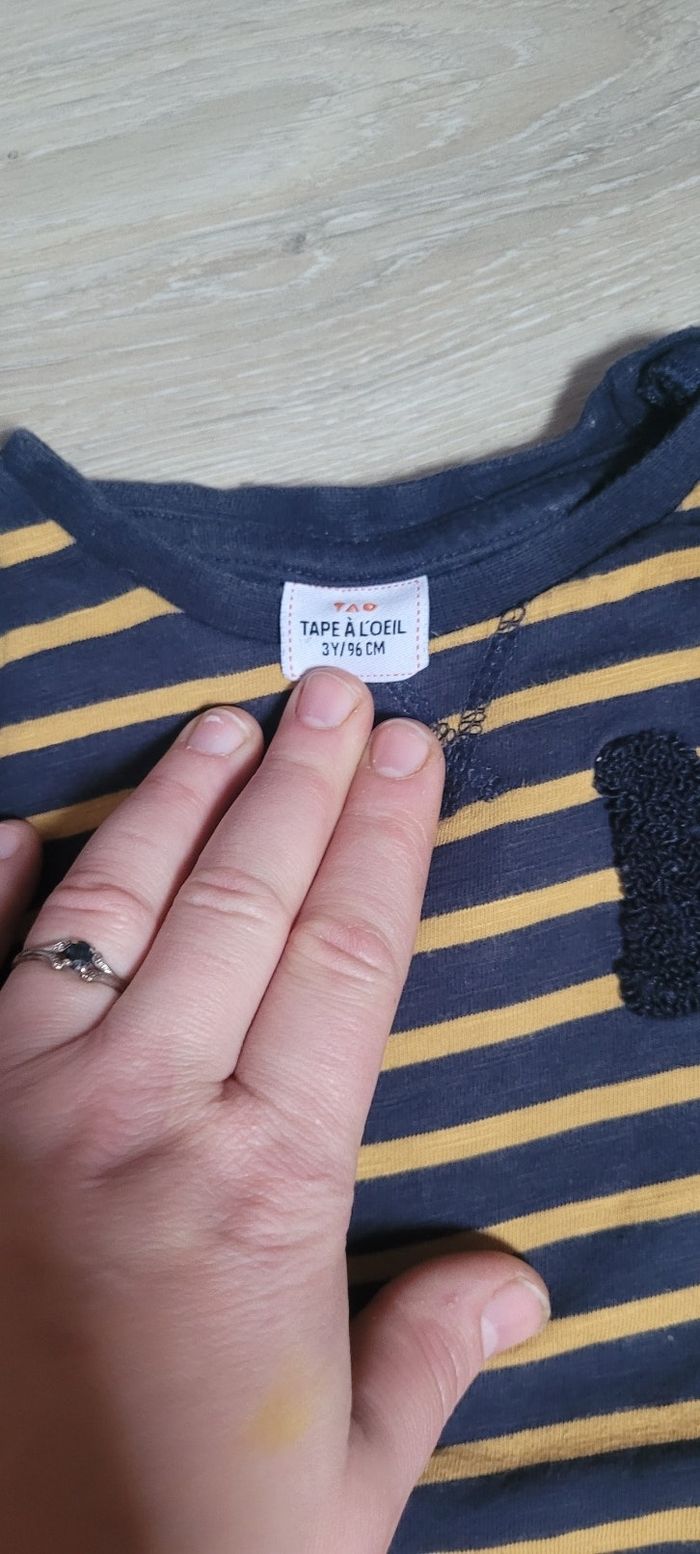 TAO
TAPE À L'OEIL
3Y/96 CM